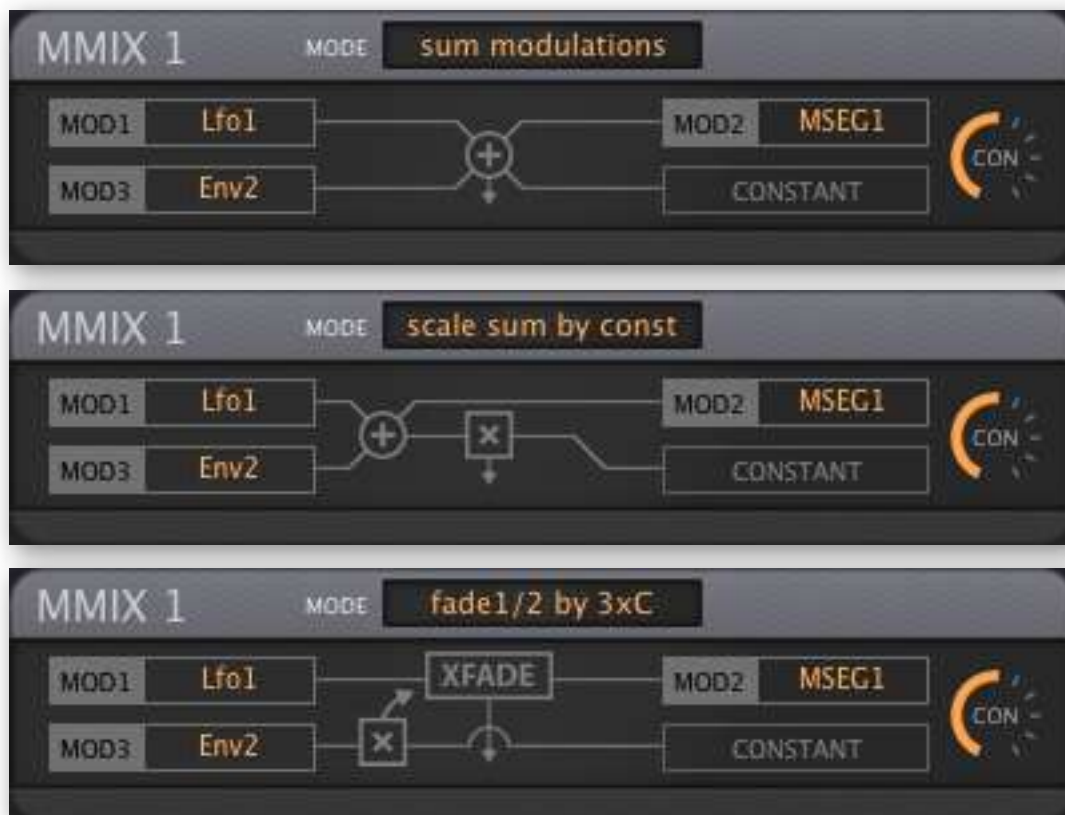 MMIX 1 MODE sum modulations
MOD1 Lfo1 MOD2 MSEG1
CON
MOD3 Env2 CONSTANT
MMIX 1 MODE scale sum by const
MOD1 Lfo1 MOD2 MSEG1
CON
MOD3 Env2 CONSTANT
MMIX 1 MODE fade1/2 by 3xC
MOD1 Lfo1 XFADE MOD2 MSEG1
CON
MOD3 Env2 CONSTANT